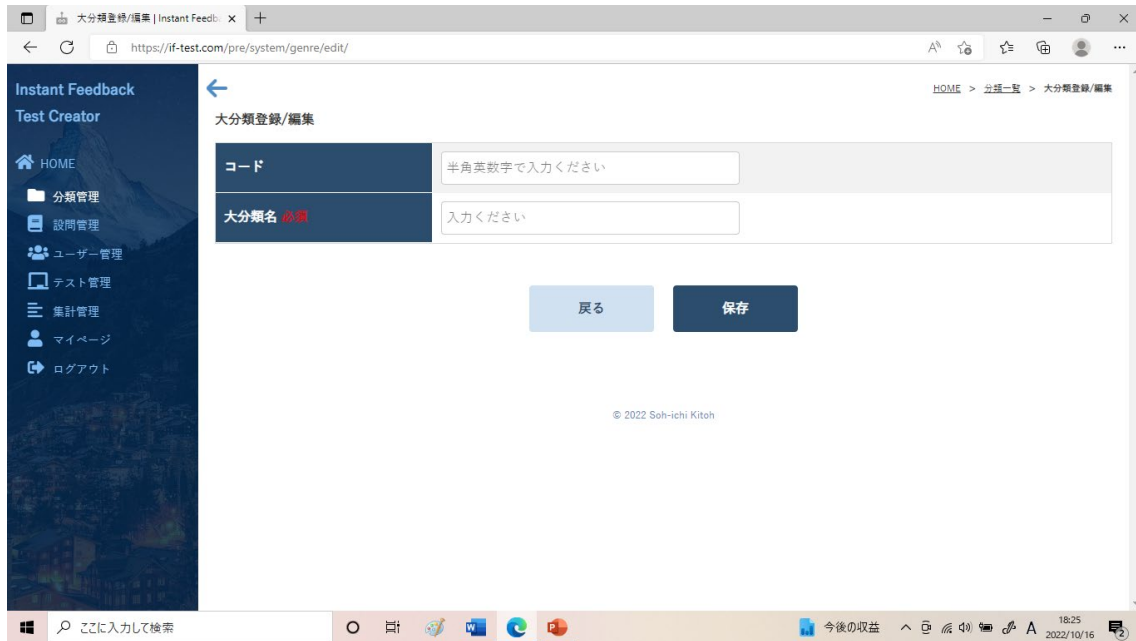 大分類登録/編集 | Instant Feedb
https://if-test.com/pre/system/genre/edit/
Instant Feedback
Test Creator
HOME
分類管理
設問管理
ユーザー管理
テスト管理
集計管理
マイページ
ログアウト
HOME > 分類一覧 > 大分類登録/編集
大分類登録/編集
コード
半角英数字で入力ください
大分類名 必須
入力ください
戻る
保存
© 2022 Soh-ichi Kitoh
ここに入力して検索
今後の収益
A
18:25
2022/10/16
2